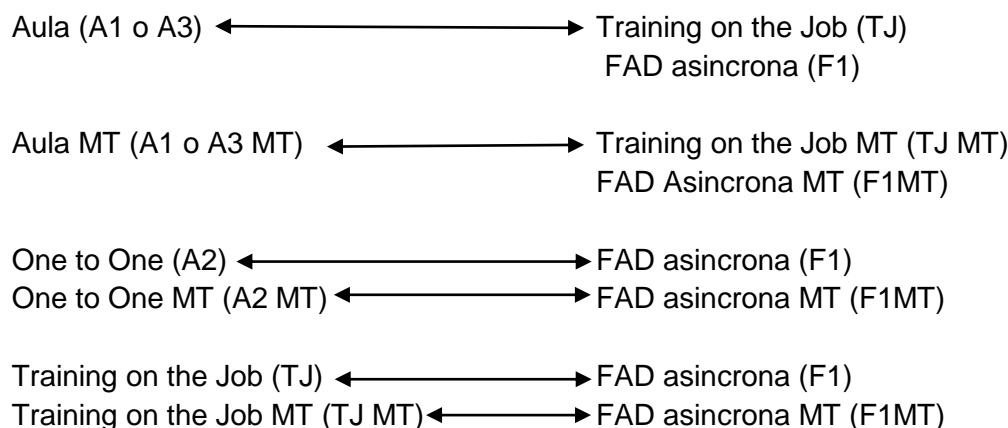 Aula (A1 o A3) Training on the Job (TJ)
FAD asincrona (F1)
Aula MT (A1 o A3 MT) Training on the Job MT (TJ MT)
FAD Asincrona MT (F1MT)
One to One (A2) FAD asincrona (F1)
One to One MT (A2 MT) FAD asincrona MT (F1MT)
Training on the Job (TJ) FAD asincrona (F1)
Training on the Job MT (TJ MT) FAD asincrona MT (F1MT)